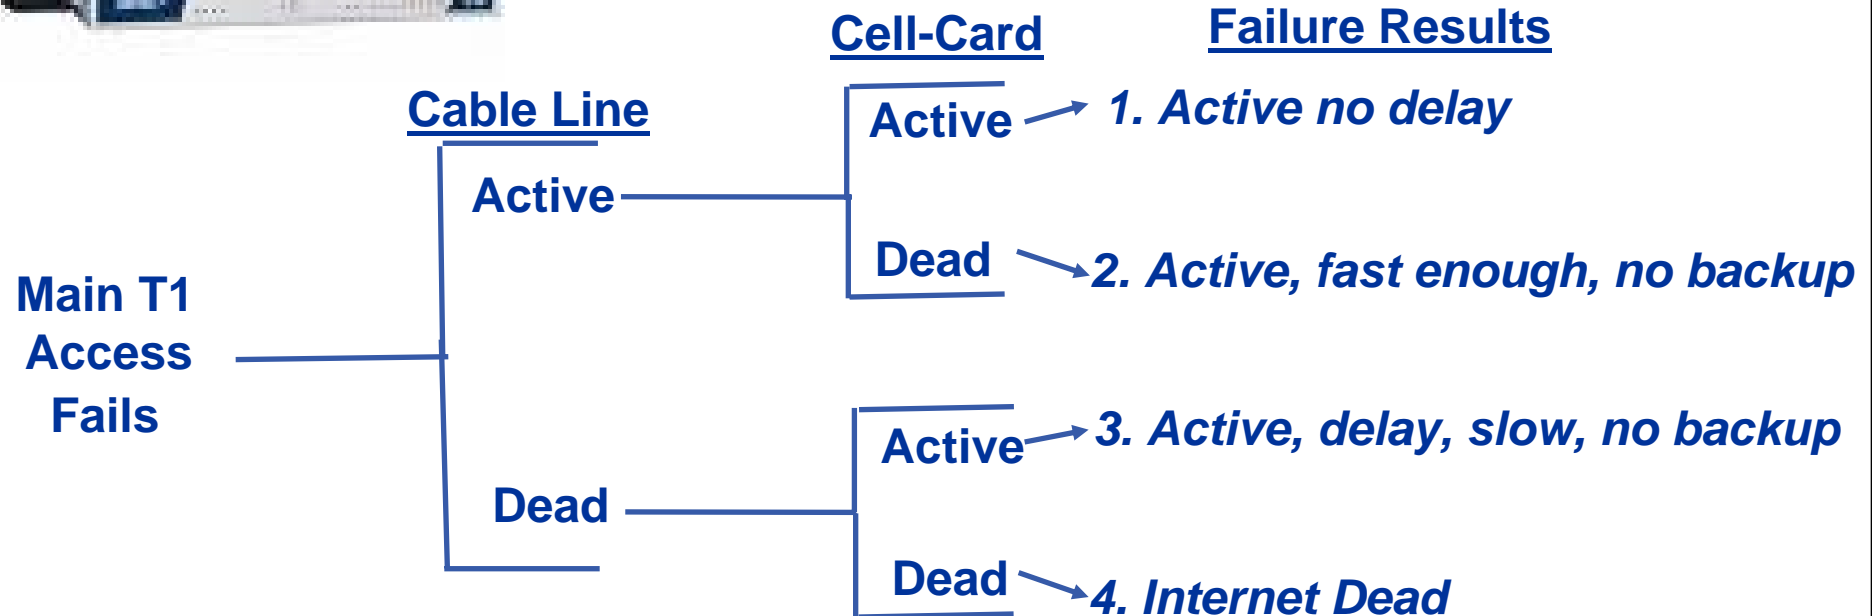 Cell-Card
Failure Results
Cable Line
Active
1. Active no delay
Active
Dead
2. Active, fast enough, no backup
Main T1
Access
Fails
Active
3. Active, delay, slow, no backup
Dead
Dead
4. Internet Dead